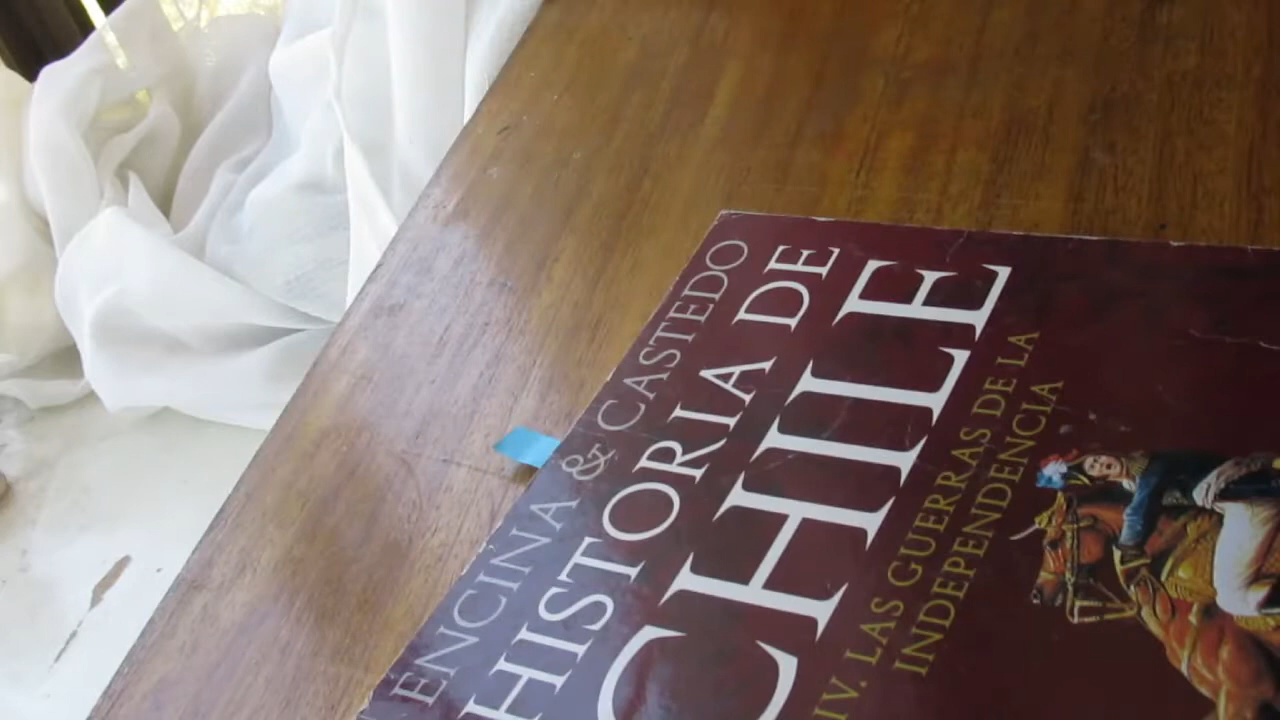 ENCINA & CASTEDO
HISTORIA DE
CHILE
IV. LAS GUERRAS DE LA
INDEPENDENCIA